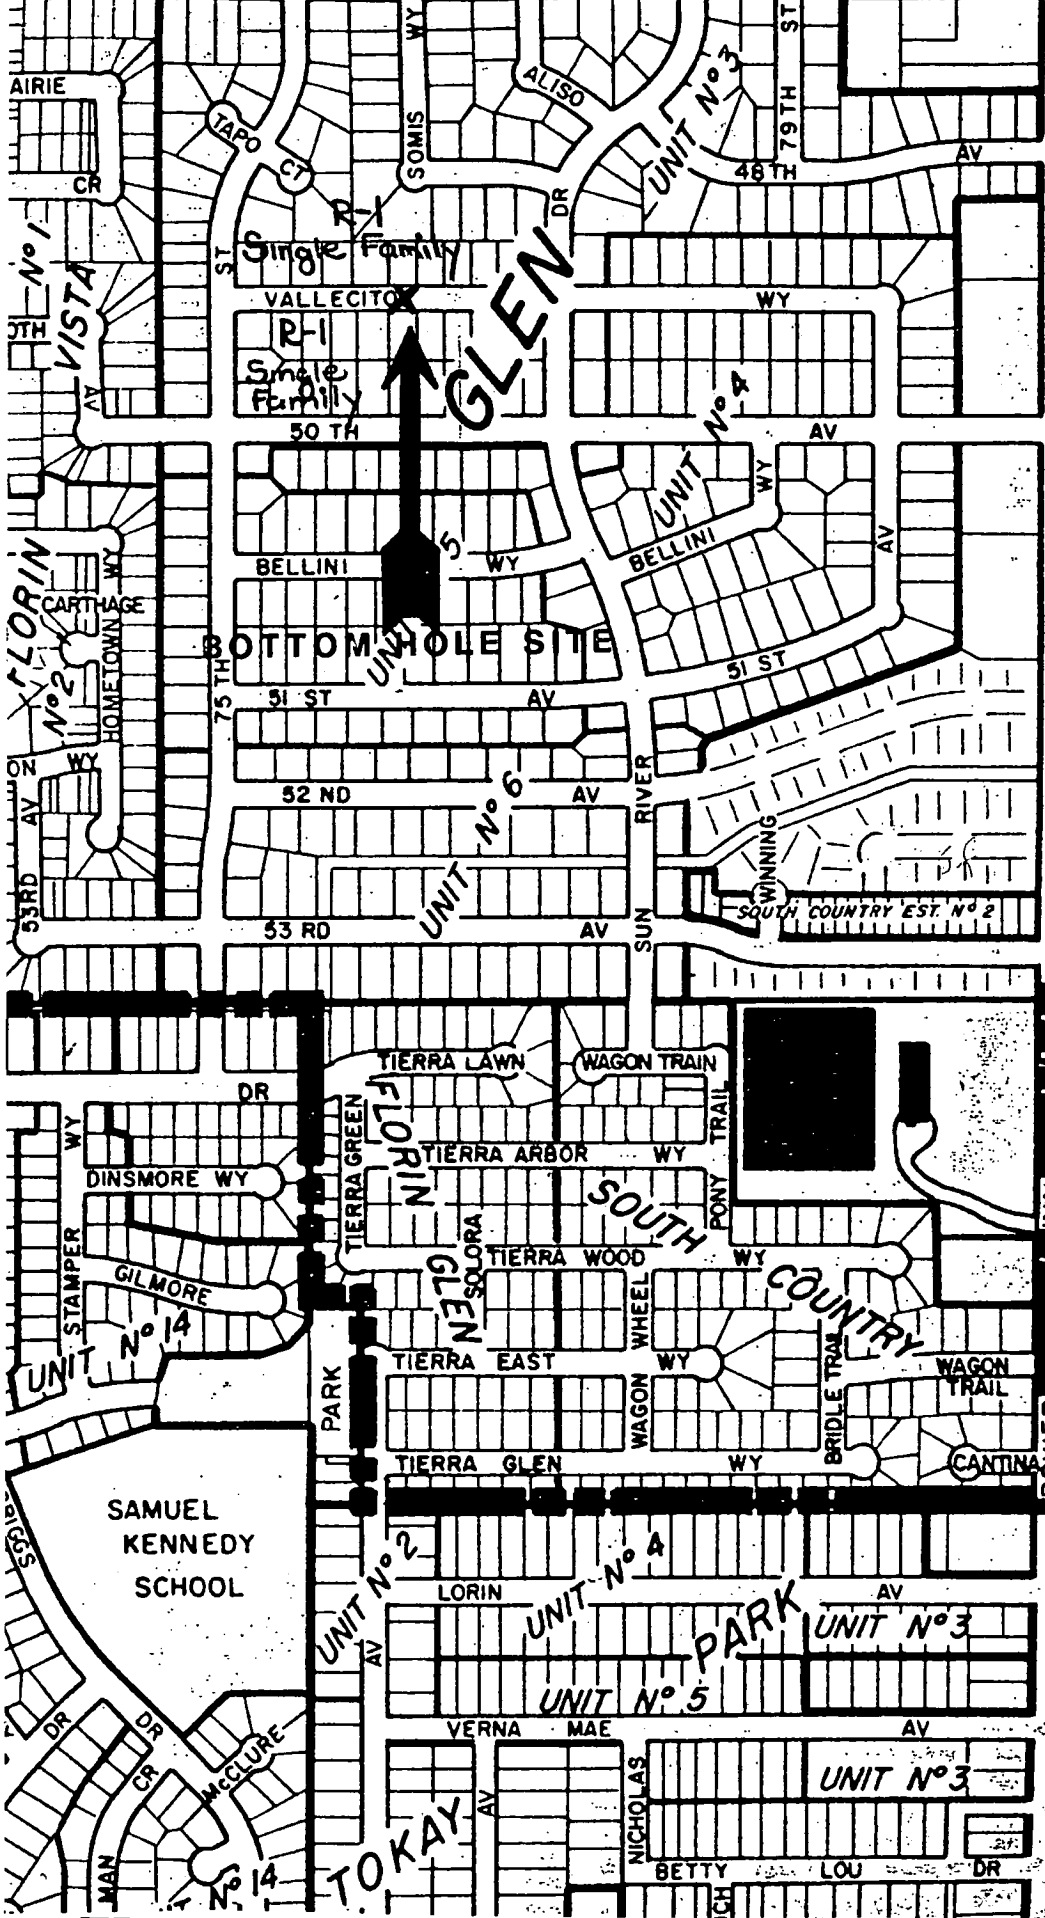 WY
SOMIS
ALISO
ST
79TH
UNIT Nº 3
48 TH
AV
AIRIE
CR
TAPO
CT
DR
R-1
Single Family
ST
Nº 1
VISTA
AV
VALLECITO
X
WY
R-1
Single
Family
GLEN
50 TH
AV
UNIT Nº 4
WY
BELLINI
WY
BELLINI
AV
UNIT
5
BOTTOM HOLE SITE
FLORIN
Nº 2
WY
CARTHAGE
HOMETOWN
75 TH
51 ST
AV
51 ST
ON
WY
AV
53RD
52 ND
AV
RIVER
SUN
UNIT Nº 6
WINNING
SOUTH COUNTRY EST. Nº 2
53 RD
AV
TIERRA LAWN
WAGON TRAIN
DR
WY
STAMPER
DINSMORE WY
GILMORE
UNIT Nº 14
TIERRA GREEN
FLORIN
GLEN
TIERRA ARBOR
WY
TRAIL
PONY
SOUTH
COUNTRY
SOLORA
TIERRA WOOD
WY
WHEEL
WAGON
TIERRA EAST
WY
BRIDLE TRAIL
WAGON
TRAIL
PARK
TIERRA GLEN
WY
CANTINA
SAMUEL
KENNEDY
SCHOOL
UNIT Nº 2
AV
UNIT Nº 4
LORIN
AV
PARK
UNIT Nº 3
UNIT Nº 5
VERNA MAE
AV
UNIT Nº 3
DR
DR
CR
McCLURE
MAN
Nº 14
TOKAY
AV
NICHOLAS
BETTY LOU DR